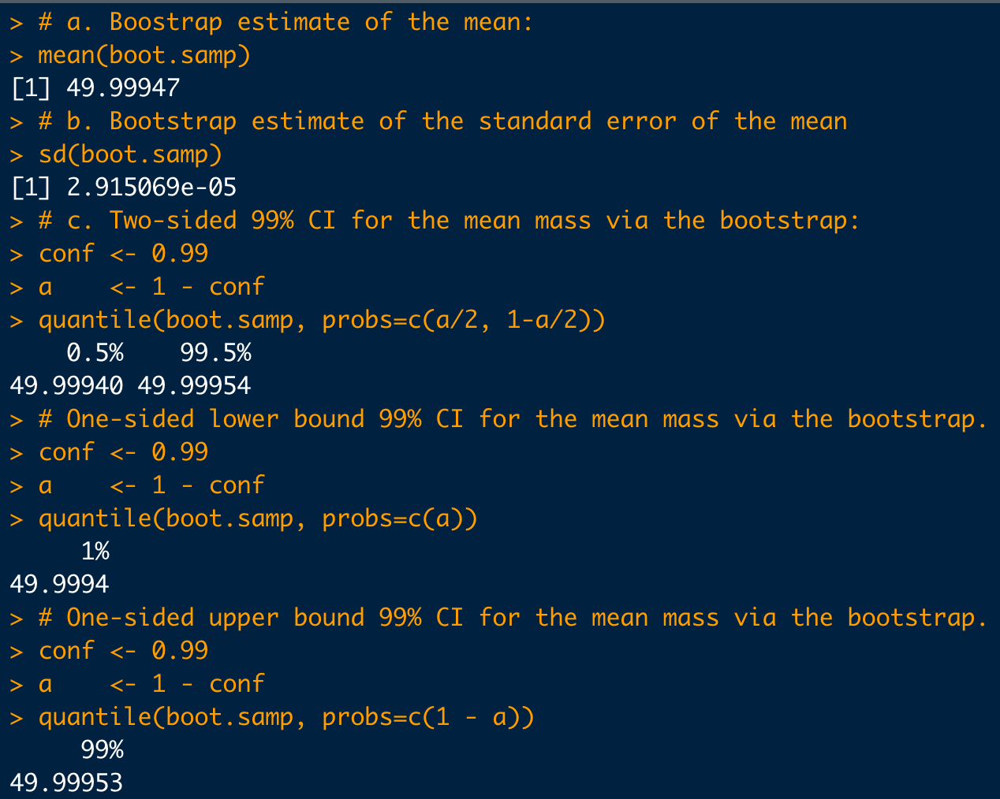 > # a. Boostrap estimate of the mean:
> mean(boot.samp)
[1] 49.99947
> # b. Bootstrap estimate of the standard error of the mean
> sd(boot.samp)
[1] 2.915069e-05
> # c. Two-sided 99% CI for the mean mass via the bootstrap:
> conf <- 0.99
> a    <- 1 - conf
> quantile(boot.samp, probs=c(a/2, 1-a/2))
    0.5%    99.5%
49.99940 49.99954
> # One-sided lower bound 99% CI for the mean mass via the bootstrap.
> conf <- 0.99
> a    <- 1 - conf
> quantile(boot.samp, probs=c(a))
     1%
49.9994
> # One-sided upper bound 99% CI for the mean mass via the bootstrap.
> conf <- 0.99
> a    <- 1 - conf
> quantile(boot.samp, probs=c(1 - a))
     99%
49.99953